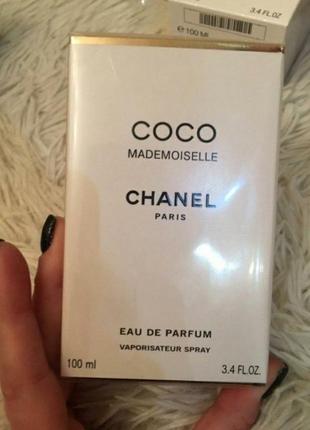 3.4 FL.OZ
℮ 100 Ml
COCO
MADEMOISELLE
CHANEL
PARIS
EAU DE PARFUM
VAPORISATEUR SPRAY
100 ml 3.4 FL.OZ.